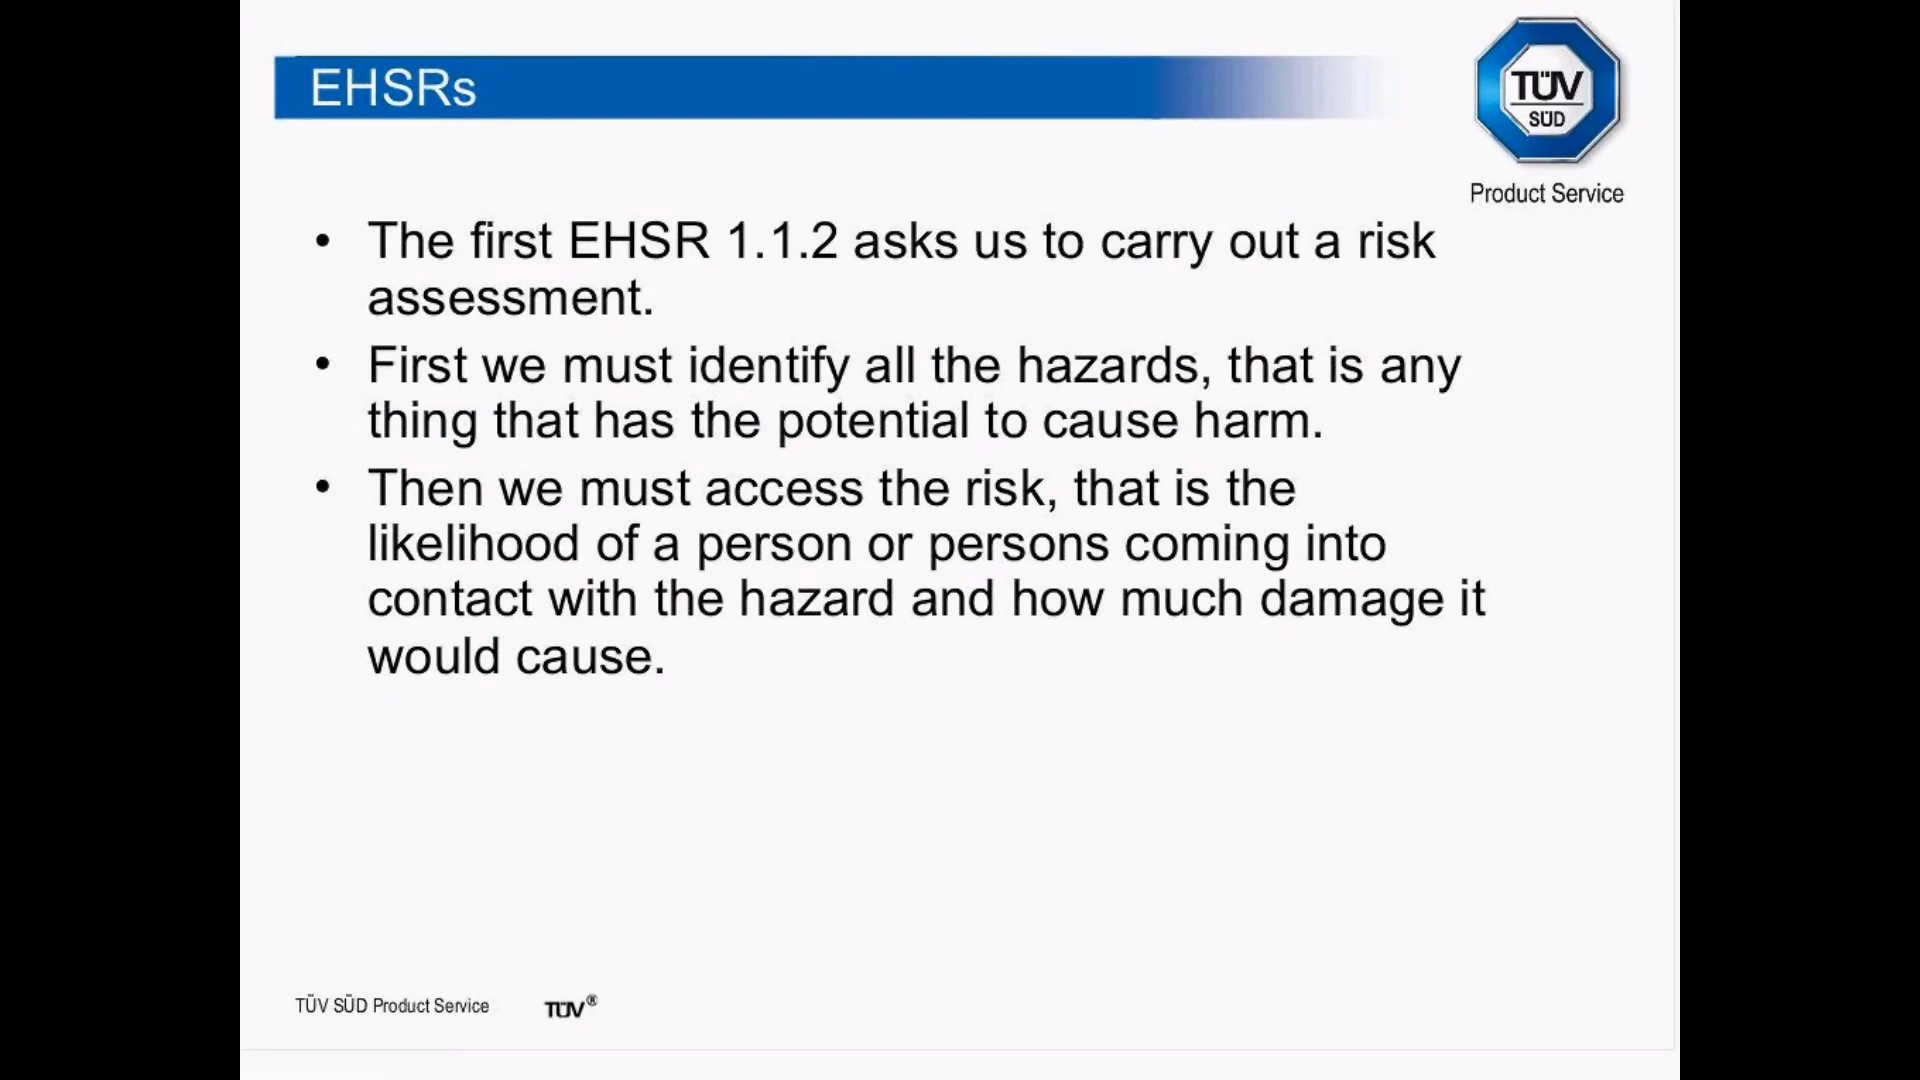 EHSRs
TÜV
SÜD
Product Service
• The first EHSR 1.1.2 asks us to carry out a risk
assessment.
• First we must identify all the hazards, that is any
thing that has the potential to cause harm.
• Then we must access the risk, that is the
likelihood of a person or persons coming into
contact with the hazard and how much damage it
would cause.
TÜV SÜD Product Service TÜV®